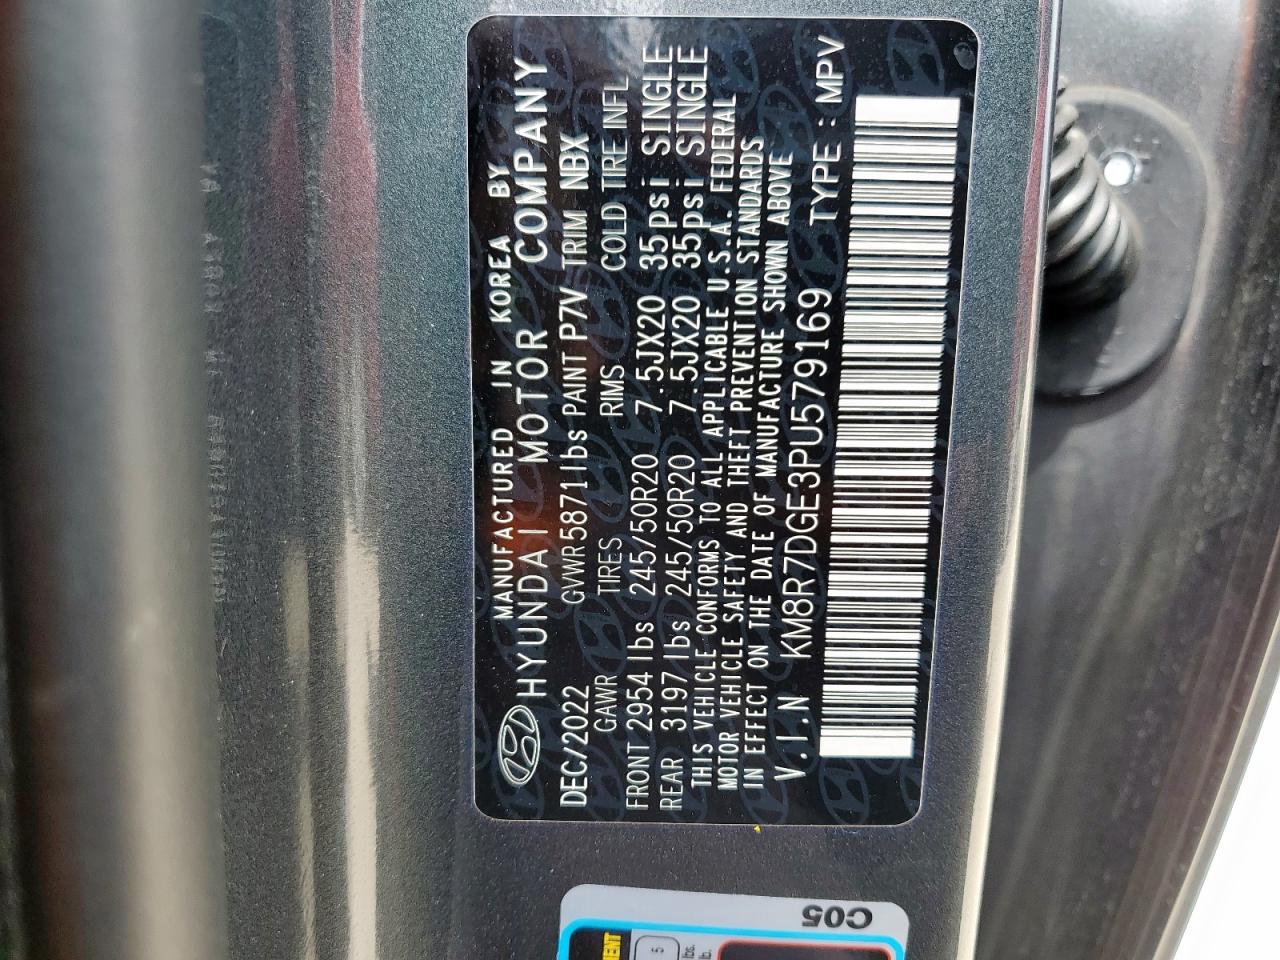 MANUFACTURED IN KOREA BY
HYUNDAI MOTOR COMPANY
DEC/2022 GVWR 5871 lbs PAINT P7V TRIM NBX
GAWR TIRES RIMS COLD TIRE INFL
FRONT 2954 lbs 245/50R20 7.5JX20 35psi SINGLE
REAR 3197 lbs 245/50R20 7.5JX20 35psi SINGLE
THIS VEHICLE CONFORMS TO ALL APPLICABLE U.S.A. FEDERAL
MOTOR VEHICLE SAFETY AND THEFT PREVENTION STANDARDS
IN EFFECT ON THE DATE OF MANUFACTURE SHOWN ABOVE
V.I.N KM8R7DGE3PU579169 TYPE : MPV
C05
5
lbs.
lb.